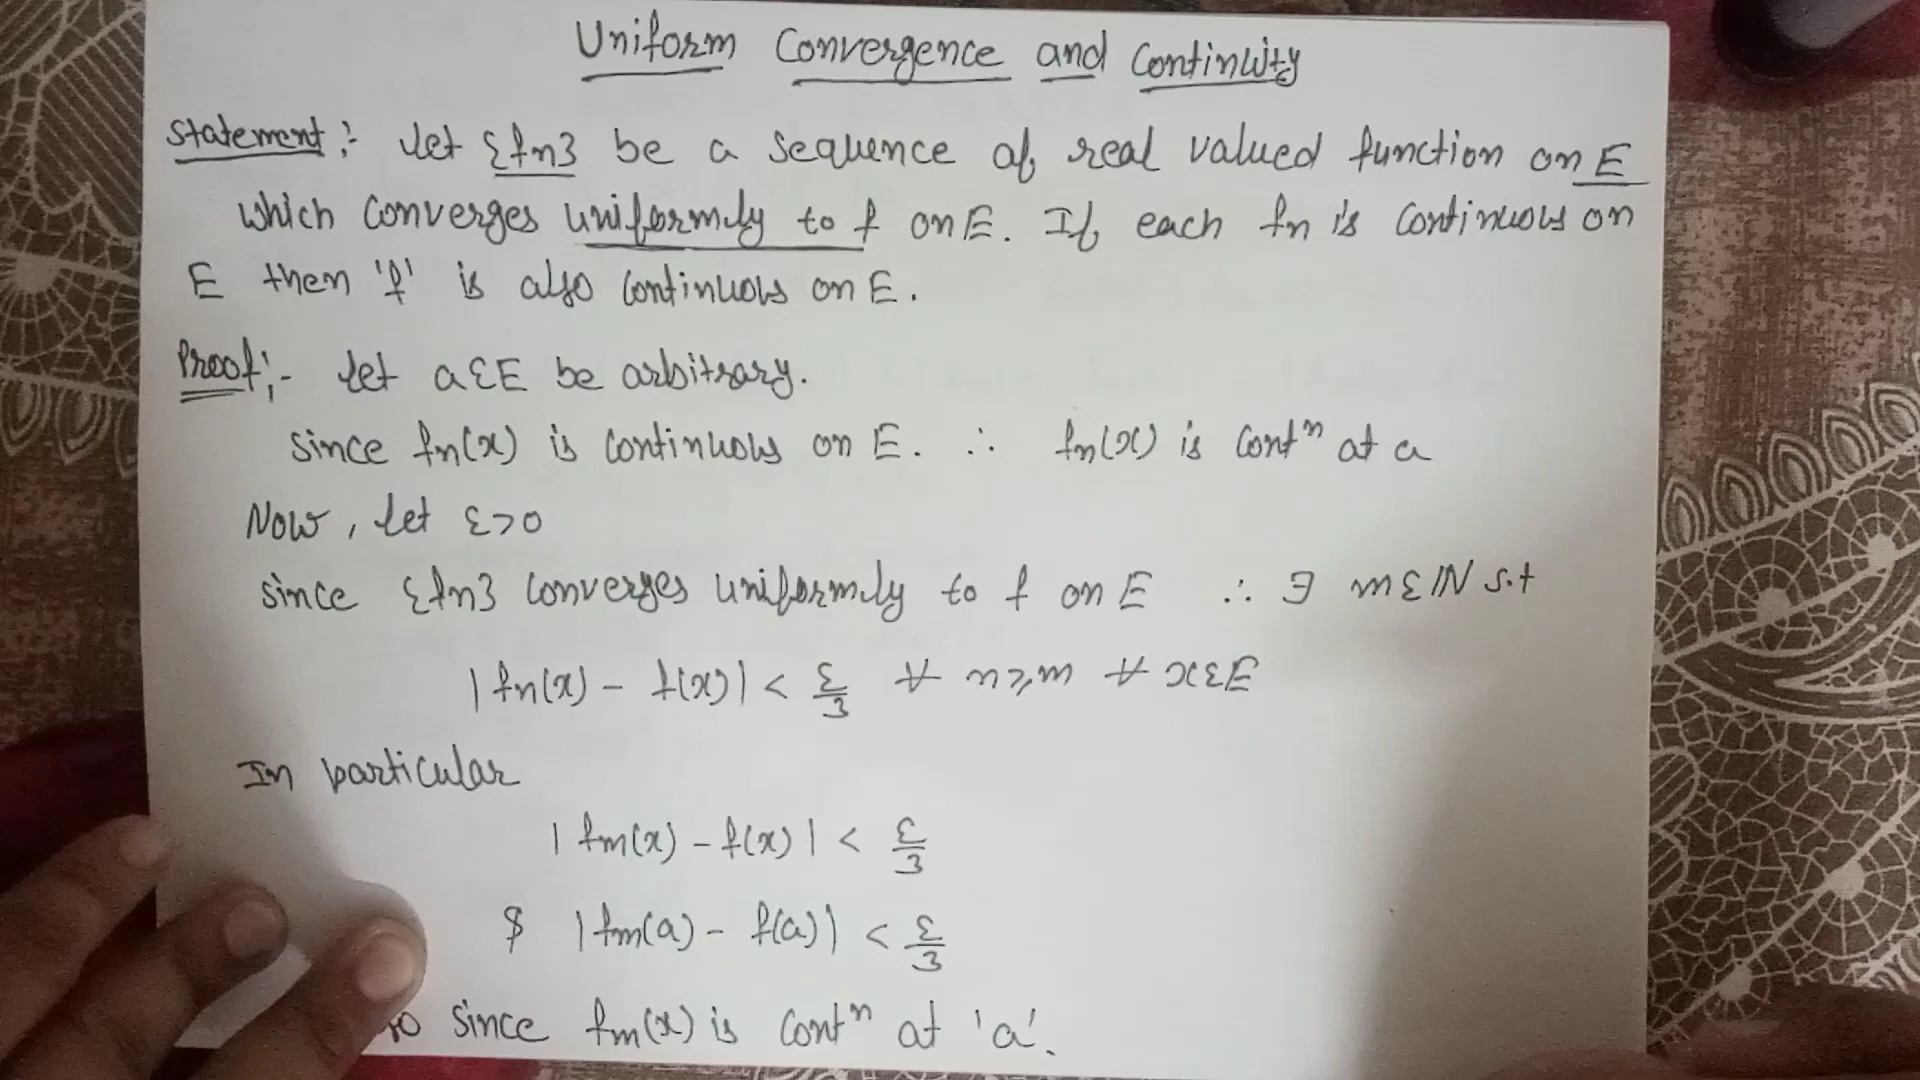 Uniform Convergence and Continuity
Statement :- Let {fn} be a sequence of real valued function on E
which converges uniformly to f on E. If each fn is continuous on
E then 'f' is also continuous on E.
Proof :- Let a ε E be arbitrary.
Since fn(x) is continuous on E. ∴ fn(x) is contⁿ at a
Now, let ε>0
since {fn} converges uniformly to f on E ∴ ∃ m ε ℕ s.t
|fn(x) - f(x)| < ε/3 ∀ n ≥ m ∀ x ε E
In particular
|fm(x) - f(x)| < ε/3
& |fm(a) - f(a)| < ε/3
since fm(x) is contⁿ at 'a'.